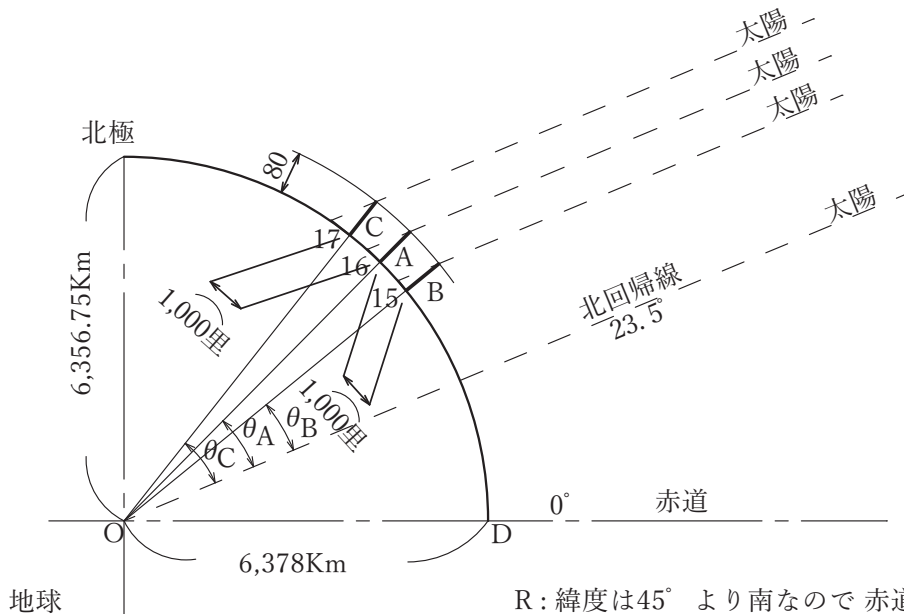 太陽
太陽
太陽
太陽
北極
80
C
A
B
17
16
15
1,000里
1,000里
北回帰線
23.5°
6,356.75Km
θC
θA
θB
O
D
0°
赤道
6,378Km
地球
R : 緯度は45° より南なので 赤道